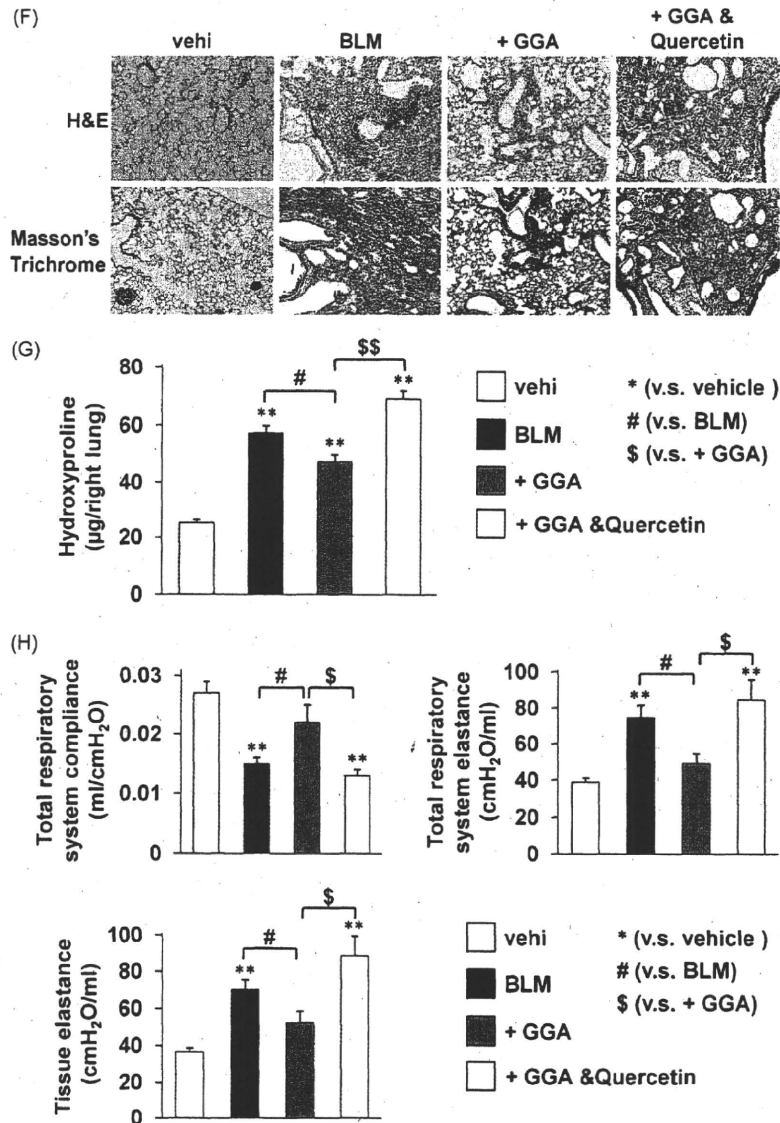 (F)
vehi
BLM
+ GGA
+ GGA &
Quercetin
H&E
Masson's
Trichrome
(G)
Hydroxyproline
(µg/right lung)
80
60
40
20
0
**
#
**
$$
**
vehi
BLM
+ GGA
+ GGA &Quercetin
* (v.s. vehicle )
# (v.s. BLM)
$ (v.s. + GGA)
(H)
Total respiratory
system compliance
(ml/cmH₂O)
0.03
0.02
0.01
0
**
#
$
**
Total respiratory
system elastance
(cmH₂O/ml)
100
80
60
40
20
0
**
#
$
**
Tissue elastance
(cmH₂O/ml)
100
80
60
40
20
0
**
#
$
**
vehi
BLM
+ GGA
+ GGA &Quercetin
* (v.s. vehicle )
# (v.s. BLM)
$ (v.s. + GGA)